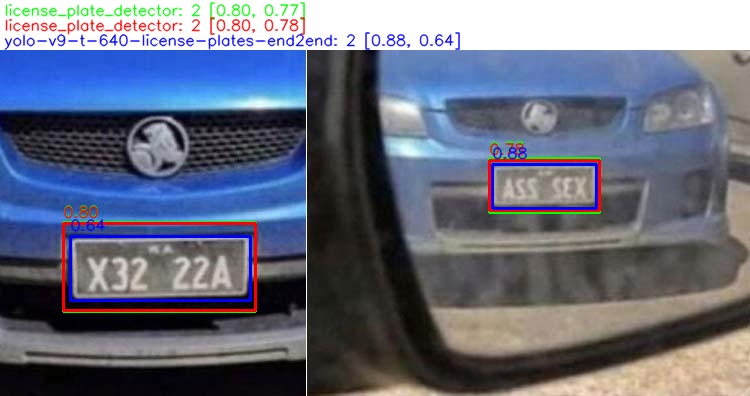 license_plate_detector: 2 [0.80, 0.77]
license_plate_detector: 2 [0.80, 0.78]
yolo-v9-t-640-license-plates-end2end: 2 [0.88, 0.64]
0.80
0.64
X32 22A
0.88
ASS SEX